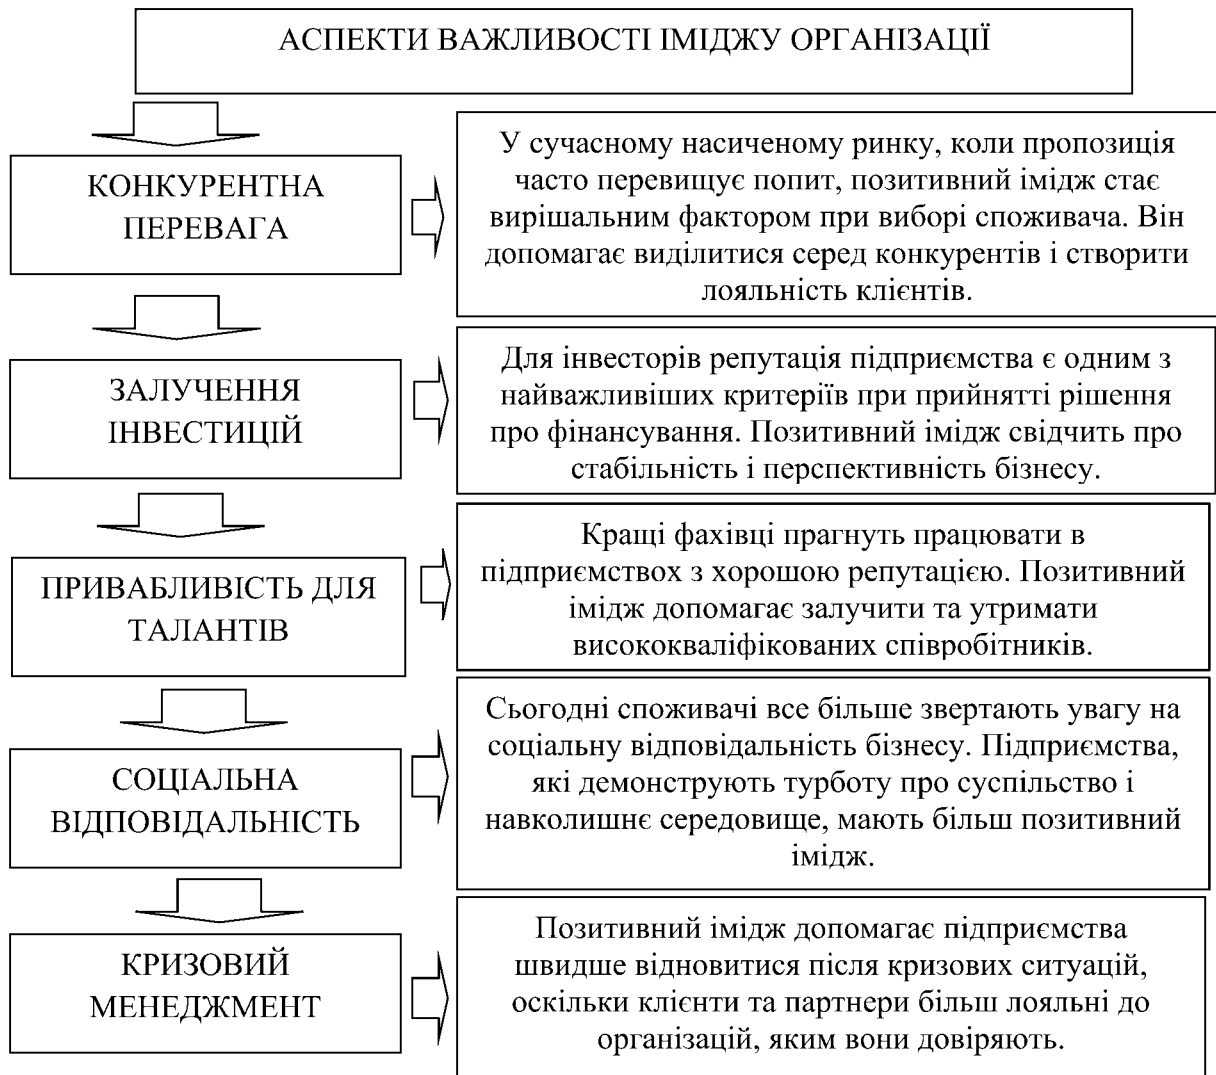 АСПЕКТИ ВАЖЛИВОСТІ ІМІДЖУ ОРГАНІЗАЦІЇ
КОНКУРЕНТНА
ПЕРЕВАГА
У сучасному насиченому ринку, коли пропозиція
часто перевищує попит, позитивний імідж стає
вирішальним фактором при виборі споживача. Він
допомагає виділитися серед конкурентів і створити
лояльність клієнтів.
ЗАЛУЧЕННЯ
ІНВЕСТИЦІЙ
Для інвесторів репутація підприємства є одним з
найважливіших критеріїв при прийнятті рішення
про фінансування. Позитивний імідж свідчить про
стабільність і перспективність бізнесу.
ПРИВАБЛИВІСТЬ ДЛЯ
ТАЛАНТІВ
Кращі фахівці прагнуть працювати в
підприємствох з хорошою репутацією. Позитивний
імідж допомагає залучити та утримати
висококваліфікованих співробітників.
СОЦІАЛЬНА
ВІДПОВІДАЛЬНІСТЬ
Сьогодні споживачі все більше звертають увагу на
соціальну відповідальність бізнесу. Підприємства,
які демонструють турботу про суспільство і
навколишнє середовище, мають більш позитивний
імідж.
КРИЗОВИЙ
МЕНЕДЖМЕНТ
Позитивний імідж допомагає підприємства
швидше відновитися після кризових ситуацій,
оскільки клієнти та партнери більш лояльні до
організацій, яким вони довіряють.